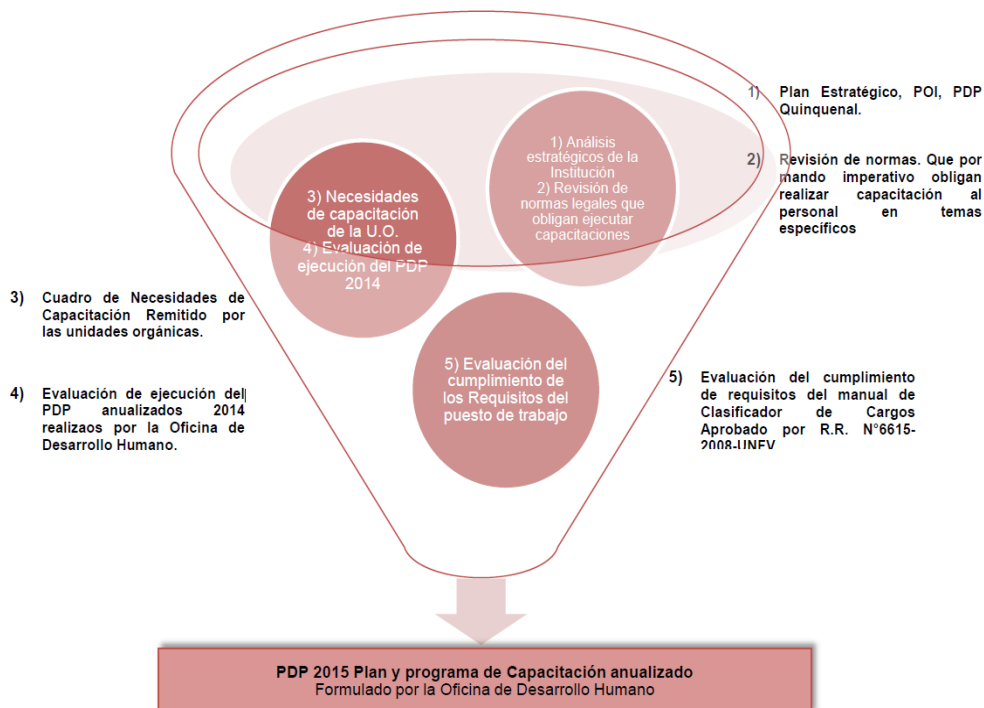 1) Plan Estratégico, POI, PDP
Quinquenal.
2) Revisión de normas. Que por
mando imperativo obligan
realizar capacitación al
personal en temas
específicos
1) Análisis
estratégicos de la
Institución
2) Revisión de
normas legales que
obligan ejecutar
capacitaciones
3) Necesidades
de capacitación
de la U.O.
4) Evaluación de
ejecución del PDP
2014
3) Cuadro de Necesidades de
Capacitación Remitido por
las unidades orgánicas.
4) Evaluación de ejecución del
PDP anualizados 2014
realizaos por la Oficina de
Desarrollo Humano.
5) Evaluación del
cumplimiento de
los Requisitos del
puesto de trabajo
5) Evaluación del cumplimiento
de requisitos del manual de
Clasificador de Cargos
Aprobado por R.R. N°6615-
2008-UNFV
PDP 2015 Plan y programa de Capacitación anualizado
Formulado por la Oficina de Desarrollo Humano